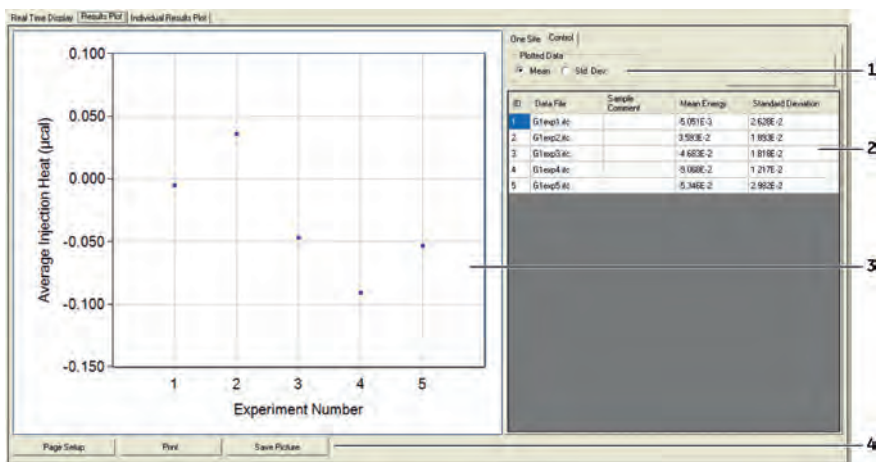 Real Time Display Results Plot Individual Results Plot
One Site Control
Plotted Data
Mean Std. Dev.
1
ID Data File Sample Comment Mean Energy Standard Deviation
1 G1exp1.itc -5.051E-3 2.628E-2
2 G1exp2.itc 3.593E-2 1.893E-2
2
3 G1exp3.itc -4.683E-2 1.818E-2
4 G1exp4.itc -9.068E-2 1.217E-2
5 G1exp5.itc -5.346E-2 2.982E-2
3
Average Injection Heat (µcal)
0.100
0.050
0.000
-0.050
-0.100
-0.150
1 2 3 4 5
Experiment Number
Page Setup Print Save Picture
4